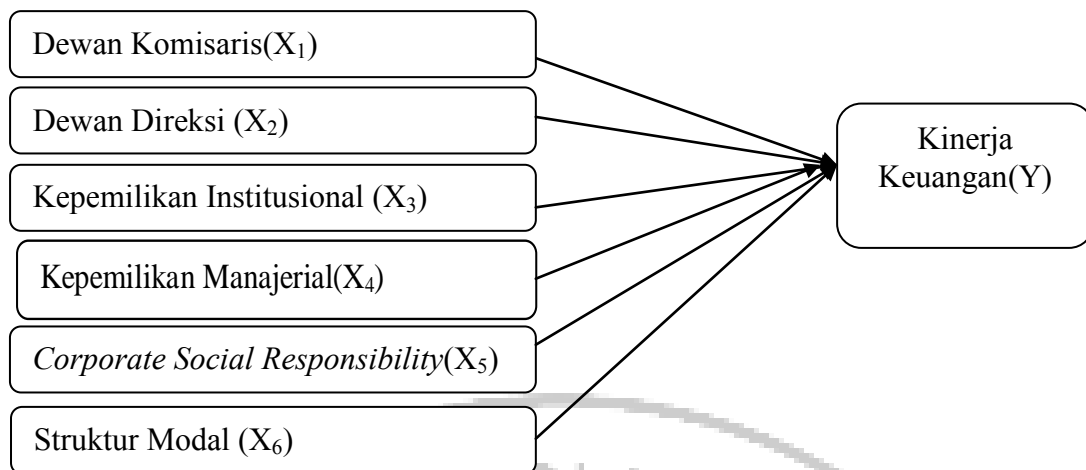 Dewan Komisaris(X₁)
Dewan Direksi (X₂)
Kepemilikan Institusional (X₃)
Kepemilikan Manajerial(X₄)
Corporate Social Responsibility(X₅)
Struktur Modal (X₆)
Kinerja
Keuangan(Y)